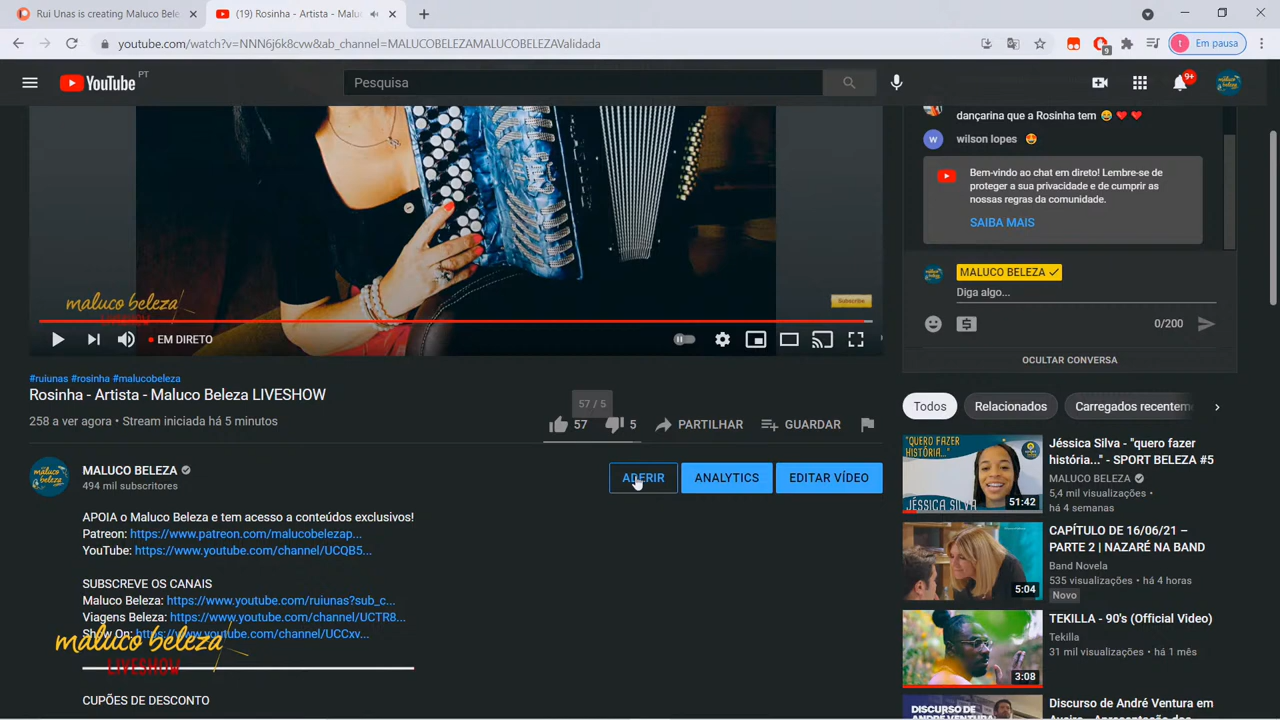 Rui Unas is creating Maluco Bele
(19) Rosinha - Artista - Malu
youtube.com/watch?v=NNN6j6k8cvw&ab_channel=MALUCOBELEZAMALUCOBELEZAValidada
9
t Em pausa
YouTube PT
Pesquisa
9+
dançarina que a Rosinha tem 😅 ❤️ ❤️
w wilson lopes 🤩
Bem-vindo ao chat em direto! Lembre-se de
proteger a sua privacidade e de cumprir as
nossas regras da comunidade.
SAIBA MAIS
MALUCO BELEZA
Diga algo...
0/200
OCULTAR CONVERSA
maluco beleza
LIVESHOW
Subscribe
EM DIRETO
#ruiunas #rosinha #malucobeleza
Rosinha - Artista - Maluco Beleza LIVESHOW
258 a ver agora • Stream iniciada há 5 minutos
57 / 5
57
5
PARTILHAR
GUARDAR
MALUCO BELEZA
494 mil subscritores
ADERIR
ANALYTICS
EDITAR VÍDEO
APOIA o Maluco Beleza e tem acesso a conteúdos exclusivos!
Patreon: https://www.patreon.com/malucobelezap...
YouTube: https://www.youtube.com/channel/UCQB5...
SUBSCREVE OS CANAIS
Maluco Beleza: https://www.youtube.com/ruiunas?sub_c...
Viagens Beleza: https://www.youtube.com/channel/UCTR8...
Show On: https://www.youtube.com/channel/UCCxv...
maluco beleza
LIVESHOW
CUPÕES DE DESCONTO
Todos
Relacionados
Carregados recentem
"QUERO FAZER
HISTÓRIA..."
JÉSSICA SILVA
51:42
Jéssica Silva - "quero fazer
história..." - SPORT BELEZA #5
MALUCO BELEZA
5,4 mil visualizações •
há 4 semanas
5:04
CAPÍTULO DE 16/06/21 –
PARTE 2 | NAZARÉ NA BAND
Band Novela
535 visualizações • há 4 horas
Novo
3:08
TEKILLA - 90's (Official Video)
Tekilla
31 mil visualizações • há 1 mês
DISCURSO DE
Discurso de André Ventura em